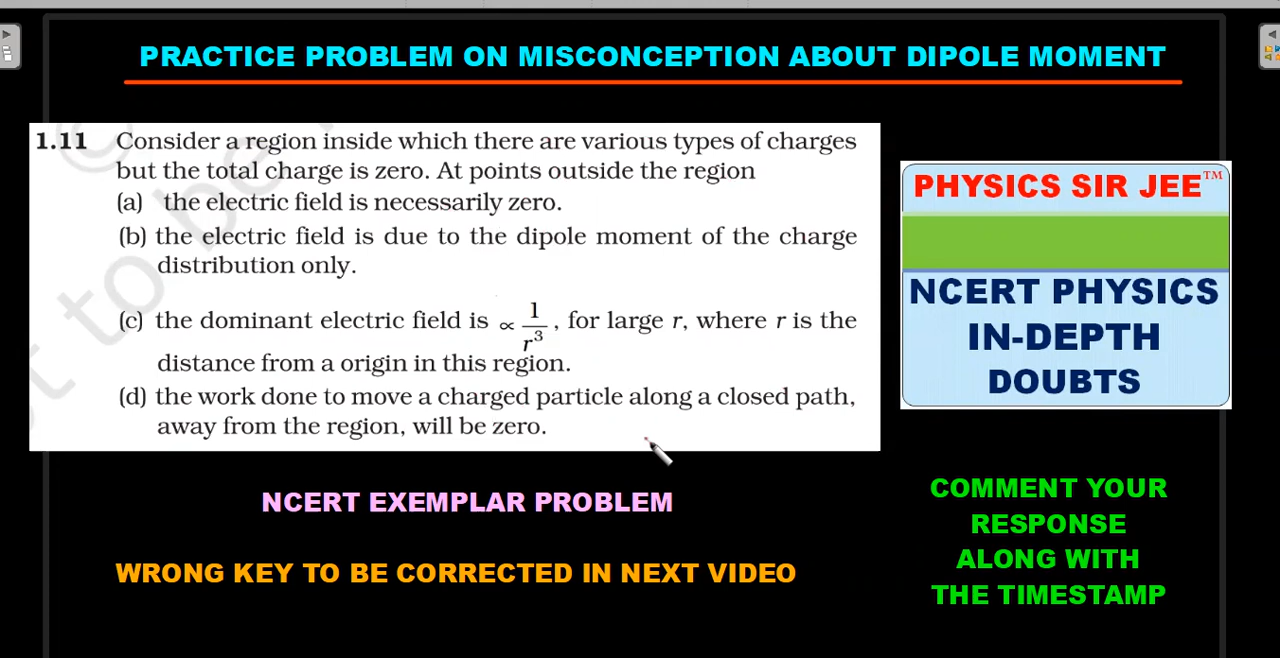 PRACTICE PROBLEM ON MISCONCEPTION ABOUT DIPOLE MOMENT
1.11 Consider a region inside which there are various types of charges
but the total charge is zero. At points outside the region
(a) the electric field is necessarily zero.
(b) the electric field is due to the dipole moment of the charge
distribution only.
(c) the dominant electric field is ∝ 1/r³, for large r, where r is the
distance from a origin in this region.
(d) the work done to move a charged particle along a closed path,
away from the region, will be zero.
PHYSICS SIR JEE™
NCERT PHYSICS
IN-DEPTH
DOUBTS
NCERT EXEMPLAR PROBLEM
WRONG KEY TO BE CORRECTED IN NEXT VIDEO
COMMENT YOUR
RESPONSE
ALONG WITH
THE TIMESTAMP